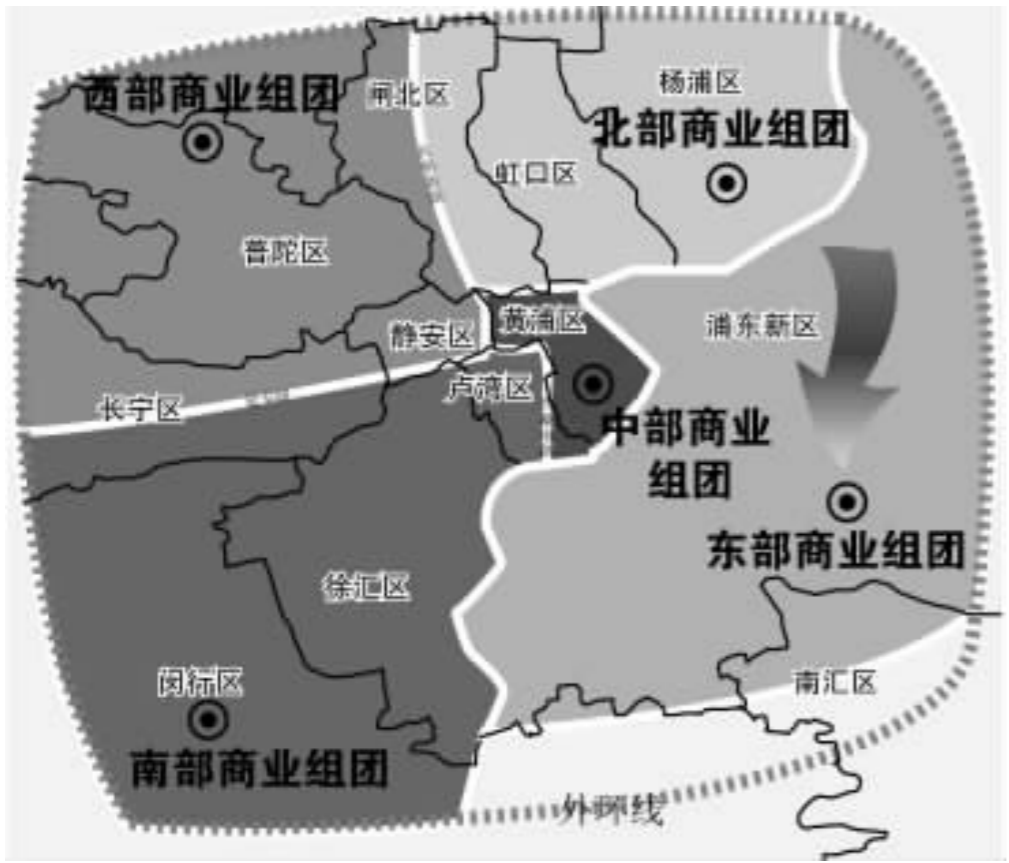 西部商业组团
闸北区
杨浦区
北部商业组团
虹口区
普陀区
静安区
黄浦区
浦东新区
长宁区
卢湾区
中部商业
组团
东部商业组团
徐汇区
闵行区
南汇区
南部商业组团
外环线